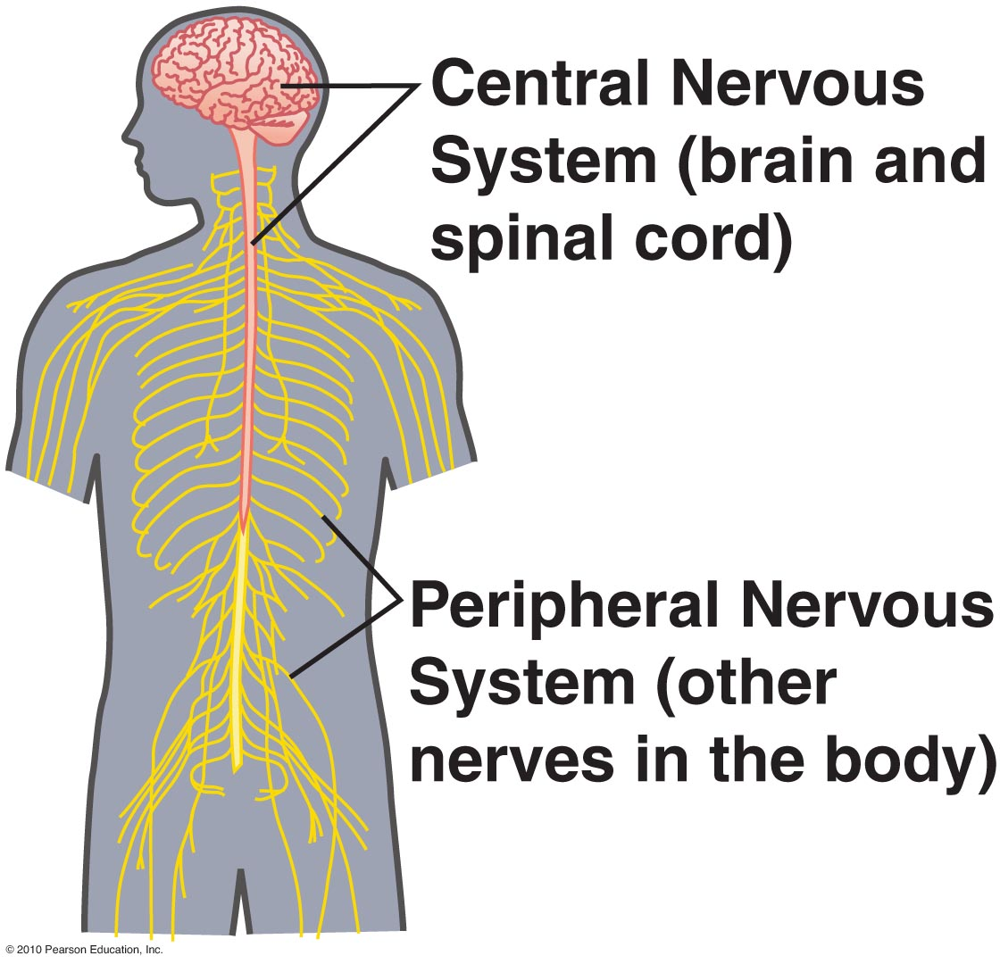 Central Nervous
System (brain and
spinal cord)
Peripheral Nervous
System (other
nerves in the body)
© 2010 Pearson Education, Inc.